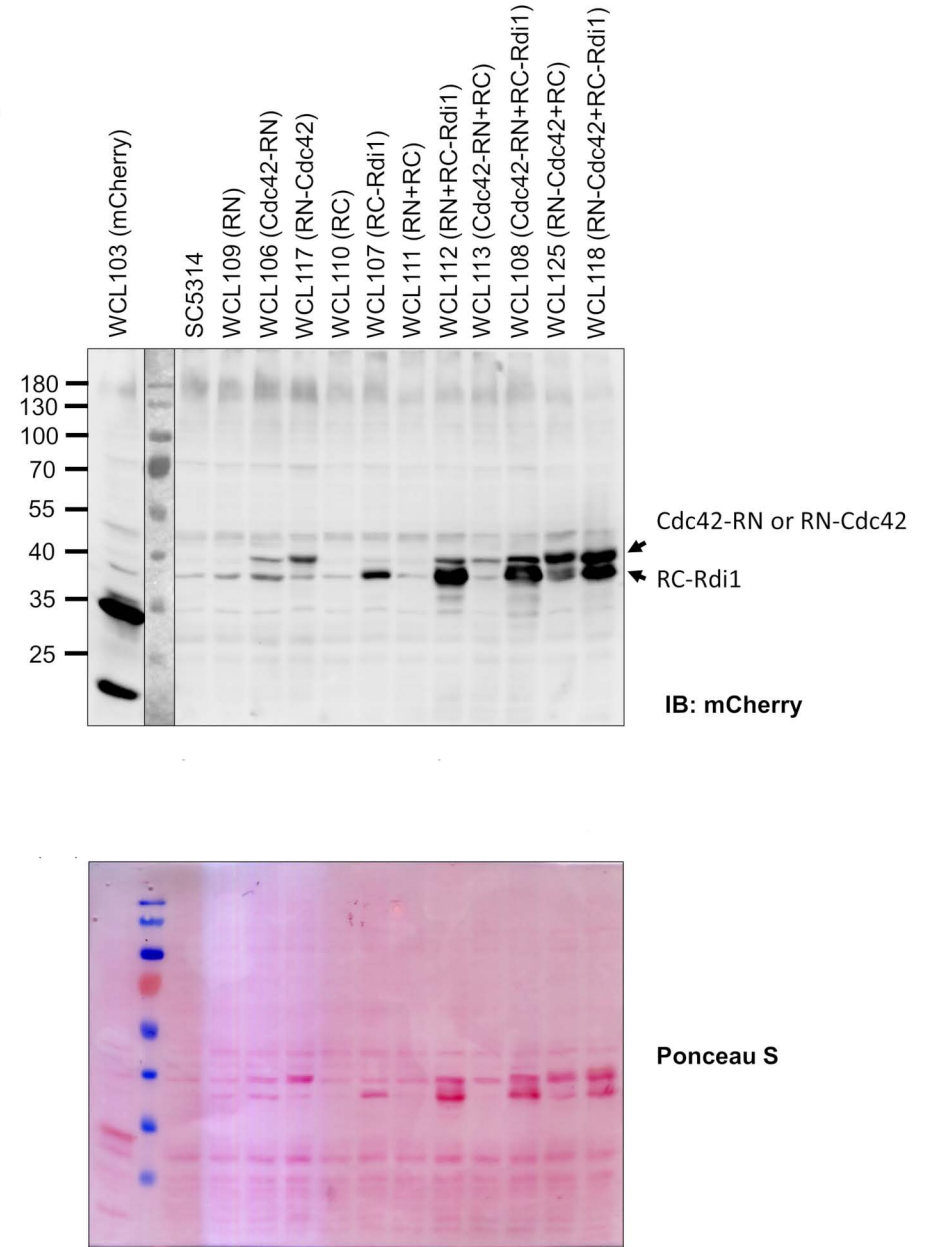 WCL103 (mCherry)
SC5314
WCL109 (RN)
WCL106 (Cdc42-RN)
WCL117 (RN-Cdc42)
WCL110 (RC)
WCL107 (RC-Rdi1)
WCL111 (RN+RC)
WCL112 (RN+RC-Rdi1)
WCL113 (Cdc42-RN+RC)
WCL108 (Cdc42-RN+RC-Rdi1)
WCL125 (RN-Cdc42+RC)
WCL118 (RN-Cdc42+RC-Rdi1)
180
130
100
70
55
40
35
25
Cdc42-RN or RN-Cdc42
RC-Rdi1
IB: mCherry
Ponceau S